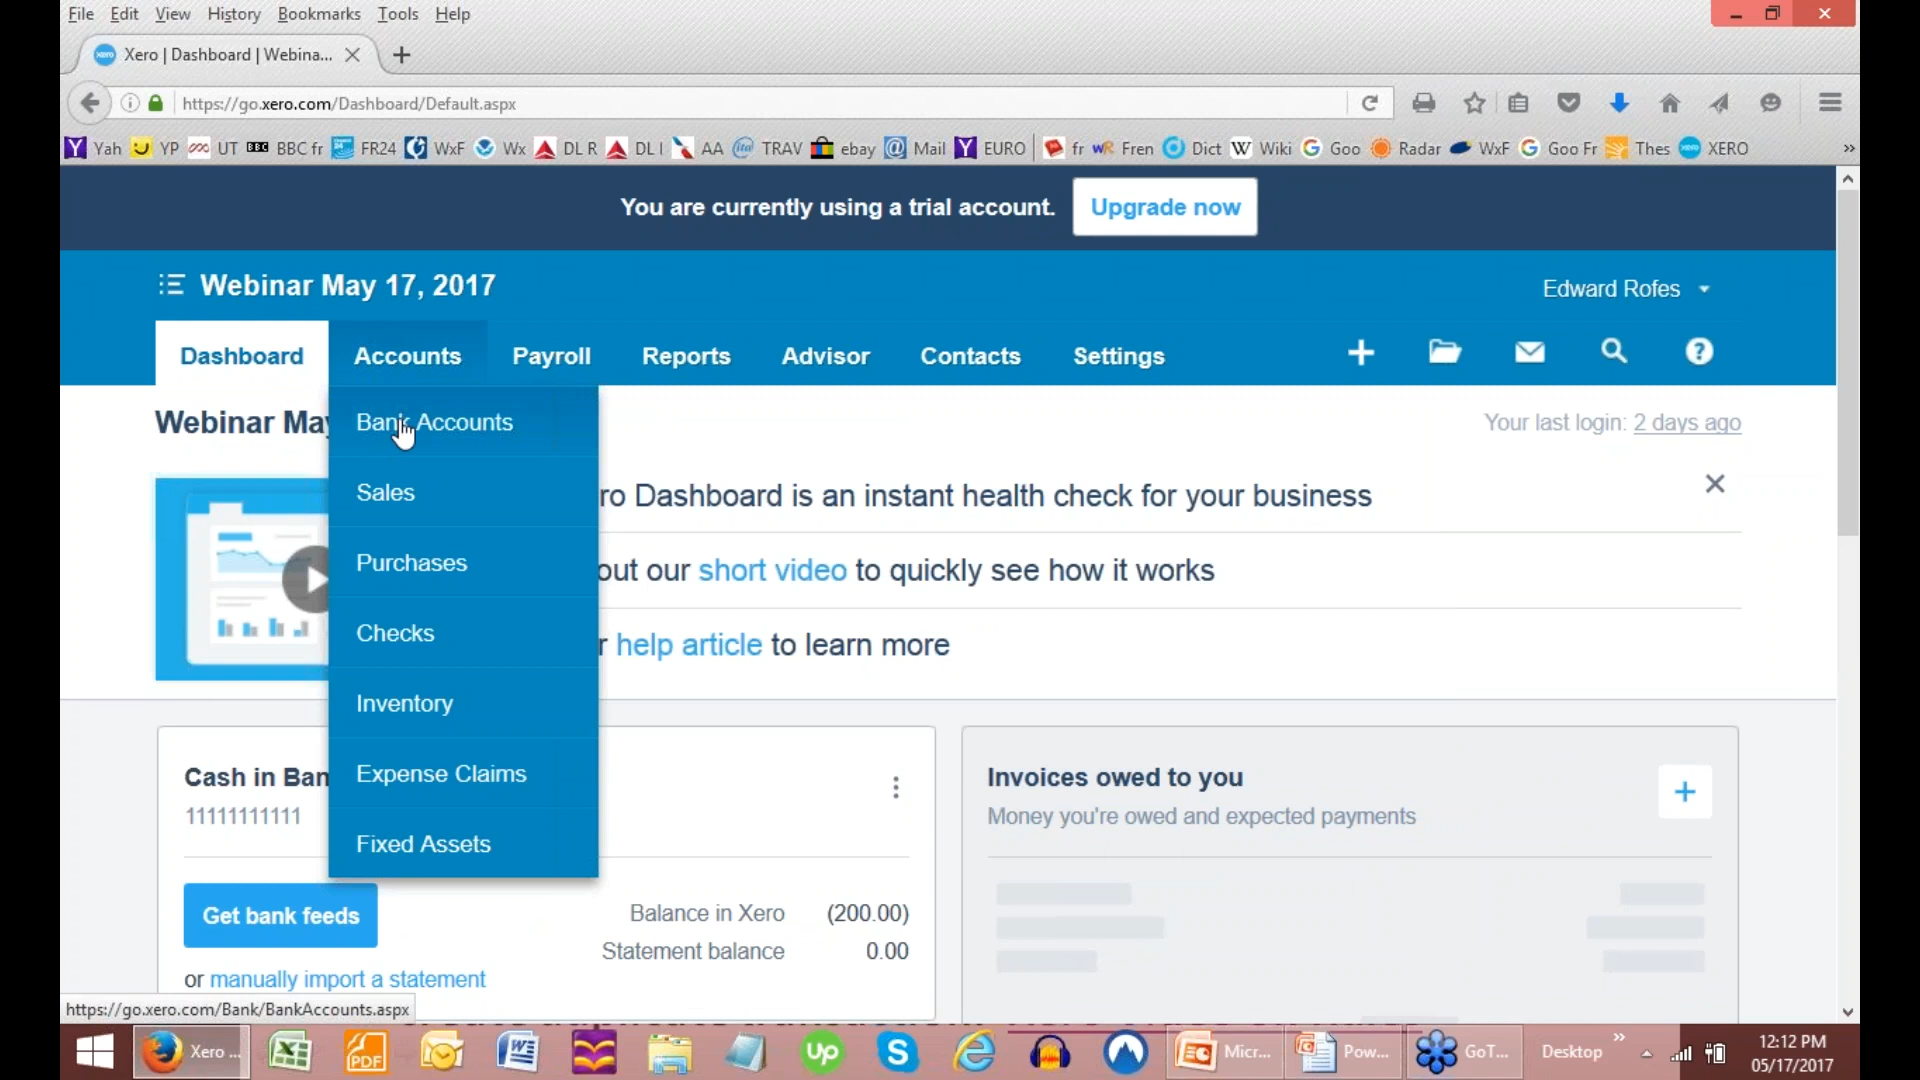 File Edit View History Bookmarks Tools Help
Xero | Dashboard | Webina...
https://go.xero.com/Dashboard/Default.aspx
Yah YP UT BBC fr FR24 WxF Wx DL R DL I AA TRAV ebay Mail EURO fr Fren Dict Wiki Goo Radar WxF Goo Fr Thes XERO
You are currently using a trial account. Upgrade now
Webinar May 17, 2017
Edward Rofes
Dashboard Accounts Payroll Reports Advisor Contacts Settings
Webinar May
Your last login: 2 days ago
Bank Accounts
Sales
Purchases
Checks
Inventory
Expense Claims
Fixed Assets
ro Dashboard is an instant health check for your business
out our short video to quickly see how it works
r help article to learn more
Cash in Ban
11111111111
Get bank feeds
or manually import a statement
Balance in Xero (200.00)
Statement balance 0.00
Invoices owed to you
Money you're owed and expected payments
https://go.xero.com/Bank/BankAccounts.aspx
Xero ... PDF Up Micr... Pow... GoT... Desktop
12:12 PM
05/17/2017